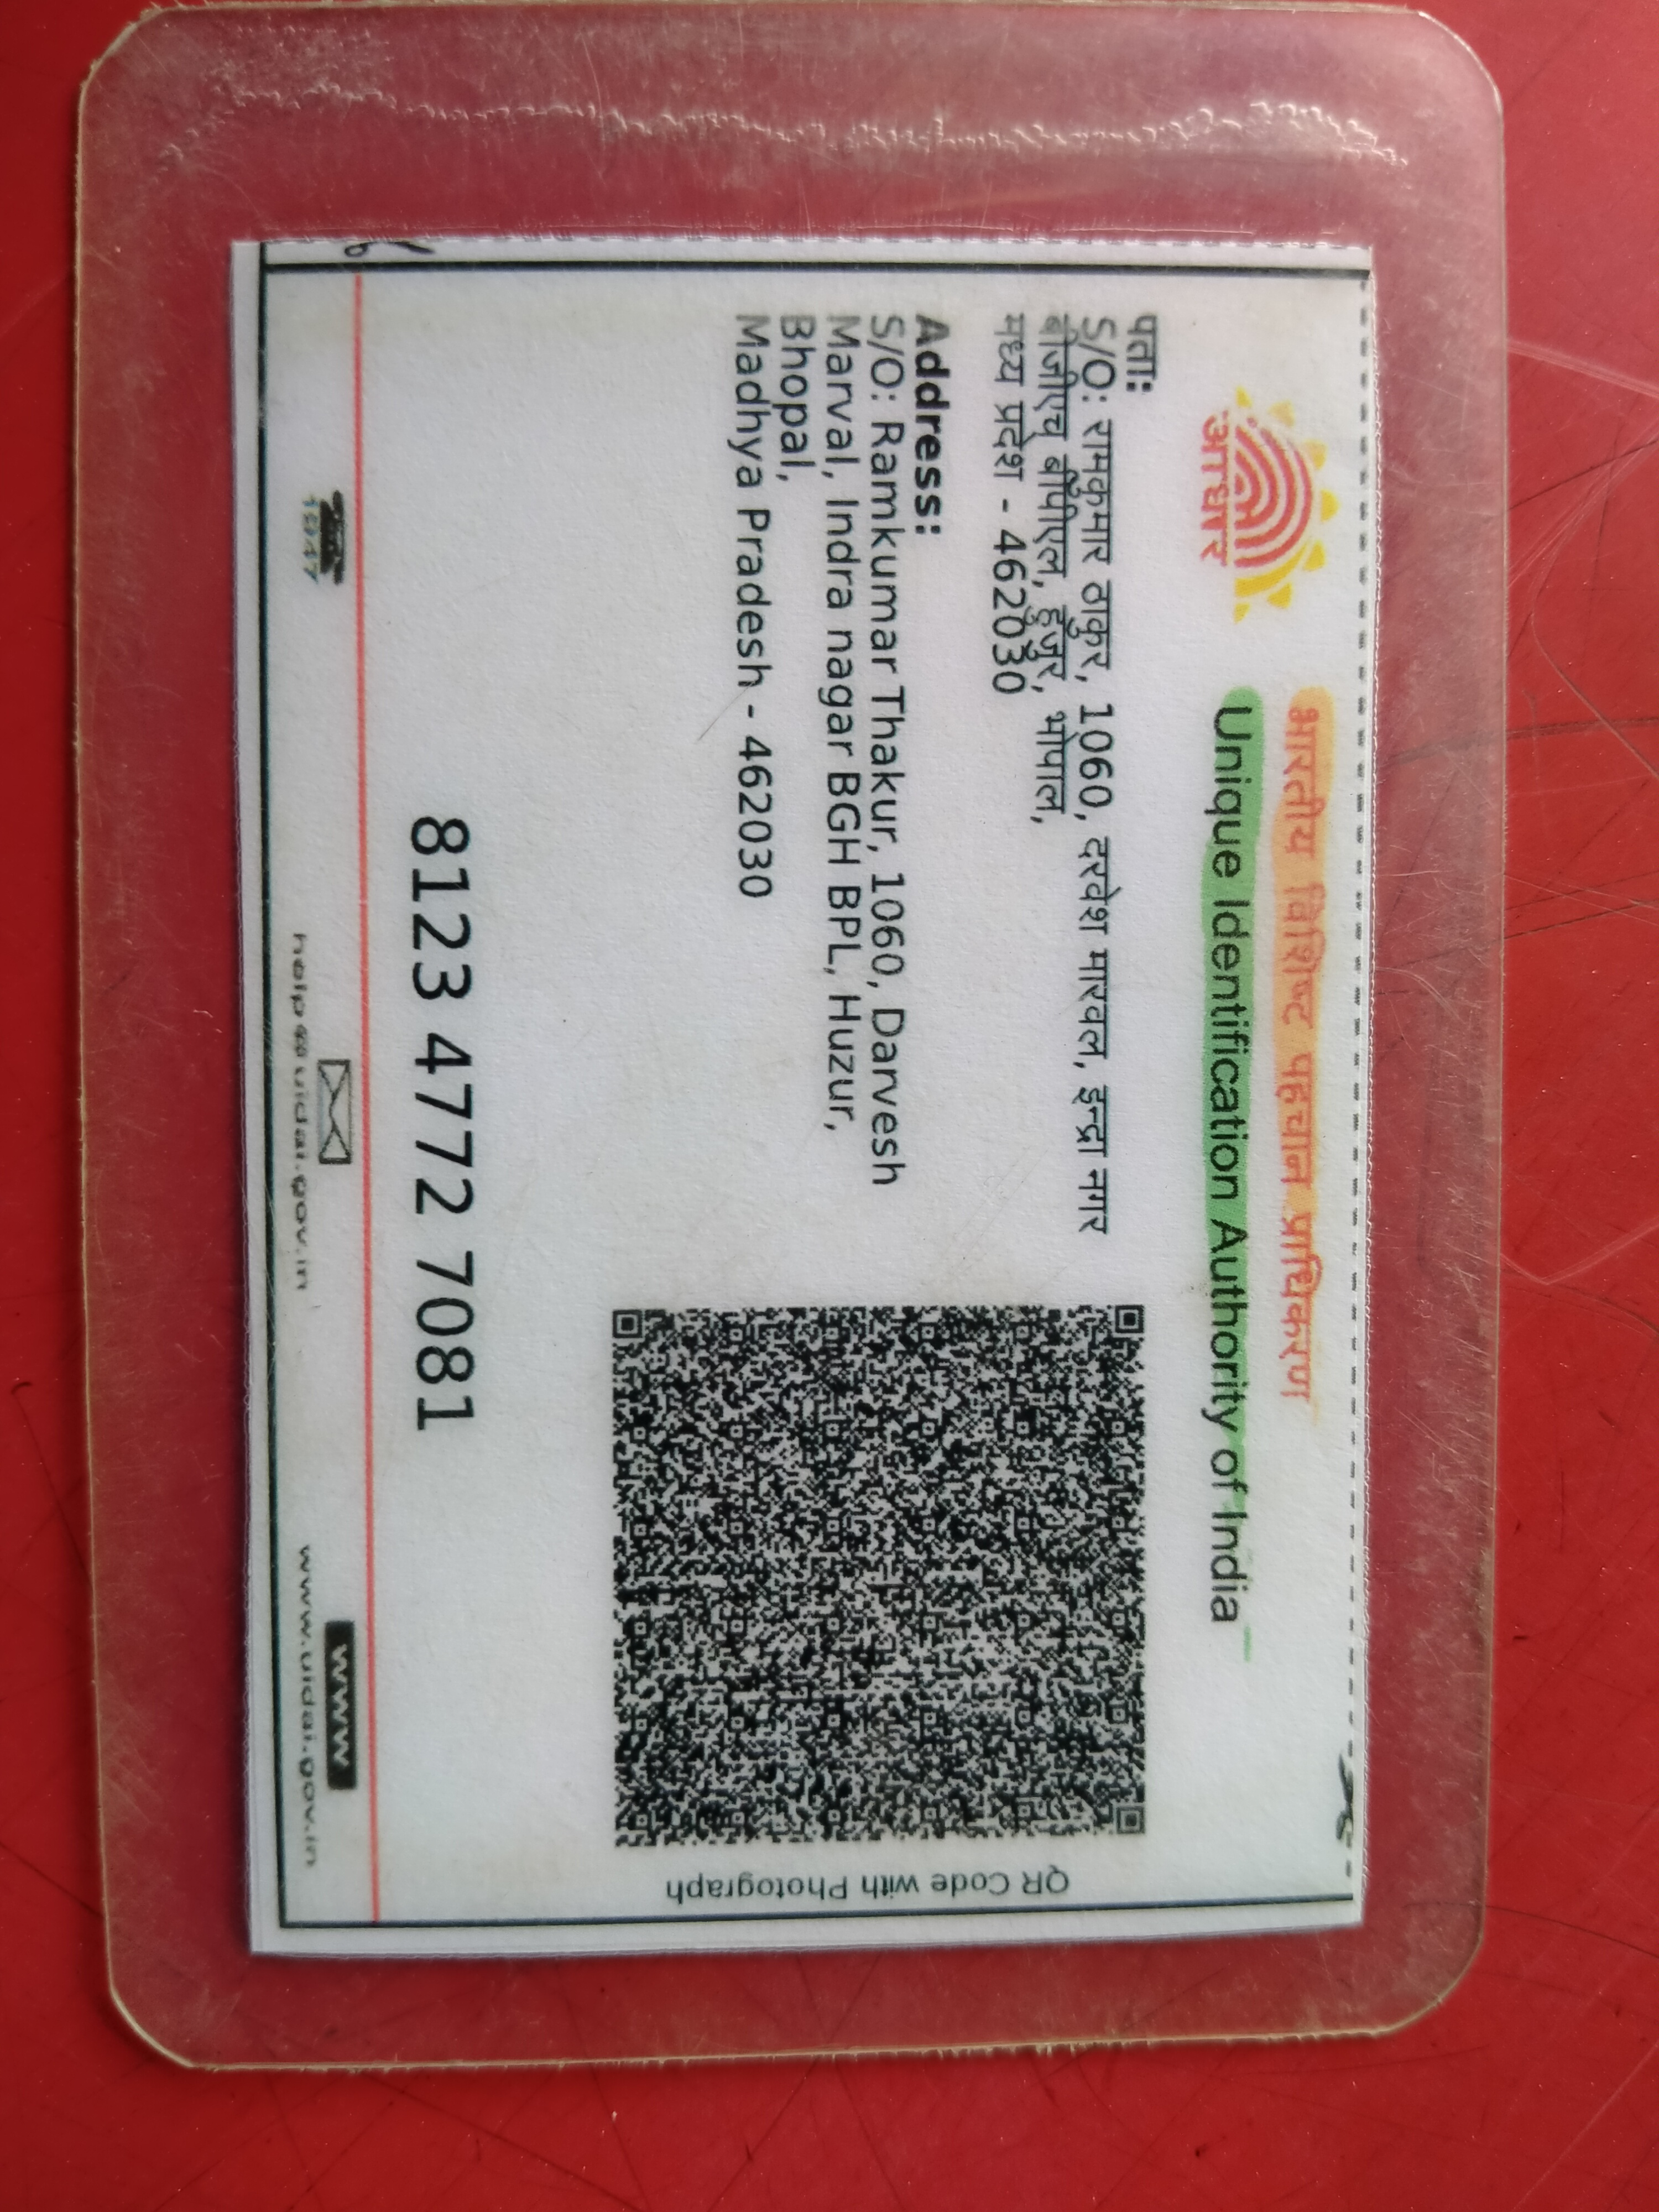 भारतीय विशिष्ट पहचान प्राधिकरण
Unique Identification Authority of India
आधार
पता:
S/O: रामकुमार ठाकुर, 1060, दरवेश मारवल, इन्द्रा नगर
बीजीएच बीपीएल, हुजुर, भोपाल,
मध्य प्रदेश - 462030
Address:
S/O: Ramkumar Thakur, 1060, Darvesh
Marval, Indra nagar BGH BPL, Huzur,
Bhopal,
Madhya Pradesh - 462030
QR Code with Photograph
8123 4772 7081
1947
help@uidai.gov.in
www
www.uidai.gov.in